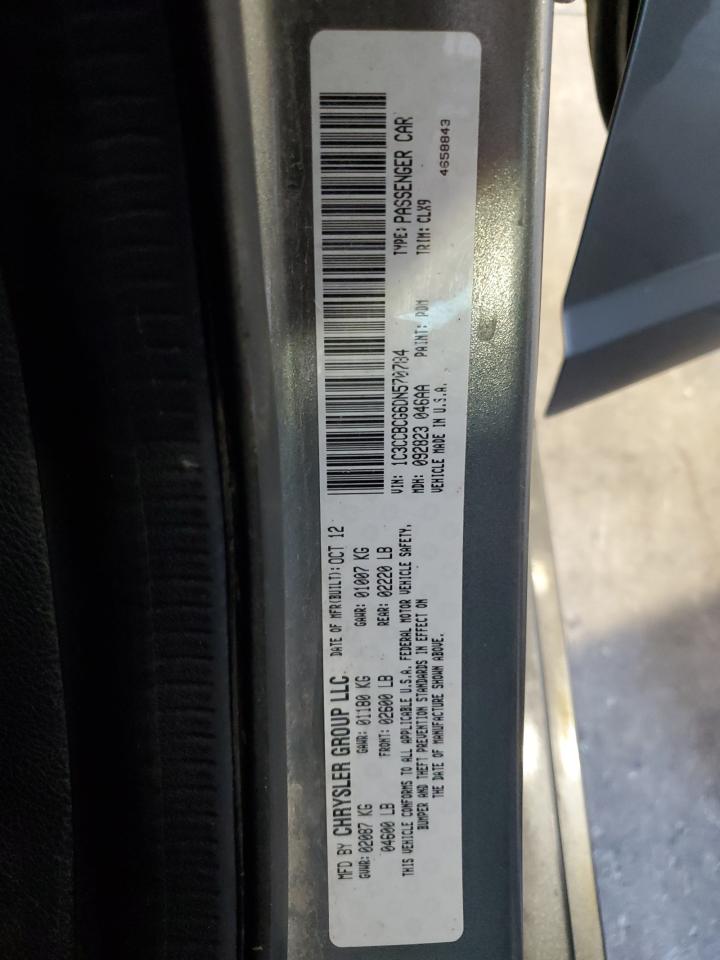 MFD BY CHRYSLER GROUP LLC DATE OF MFR(BUILT): OCT 12
GVWR: 02087 KG GAWR: 01180 KG GAWR: 01007 KG
04600 LB FRONT: 02600 LB REAR: 02220 LB
THIS VEHICLE CONFORMS TO ALL APPLICABLE U.S.A. FEDERAL MOTOR VEHICLE SAFETY,
BUMPER AND THEFT PREVENTION STANDARDS IN EFFECT ON
THE DATE OF MANUFACTURE SHOWN ABOVE.
VIN: 1C3CCBCG6DN570784 TYPE: PASSENGER CAR
MDH: 092823 046AA PAINT: PDM TRIM: CLX9
VEHICLE MADE IN U.S.A. 4658843